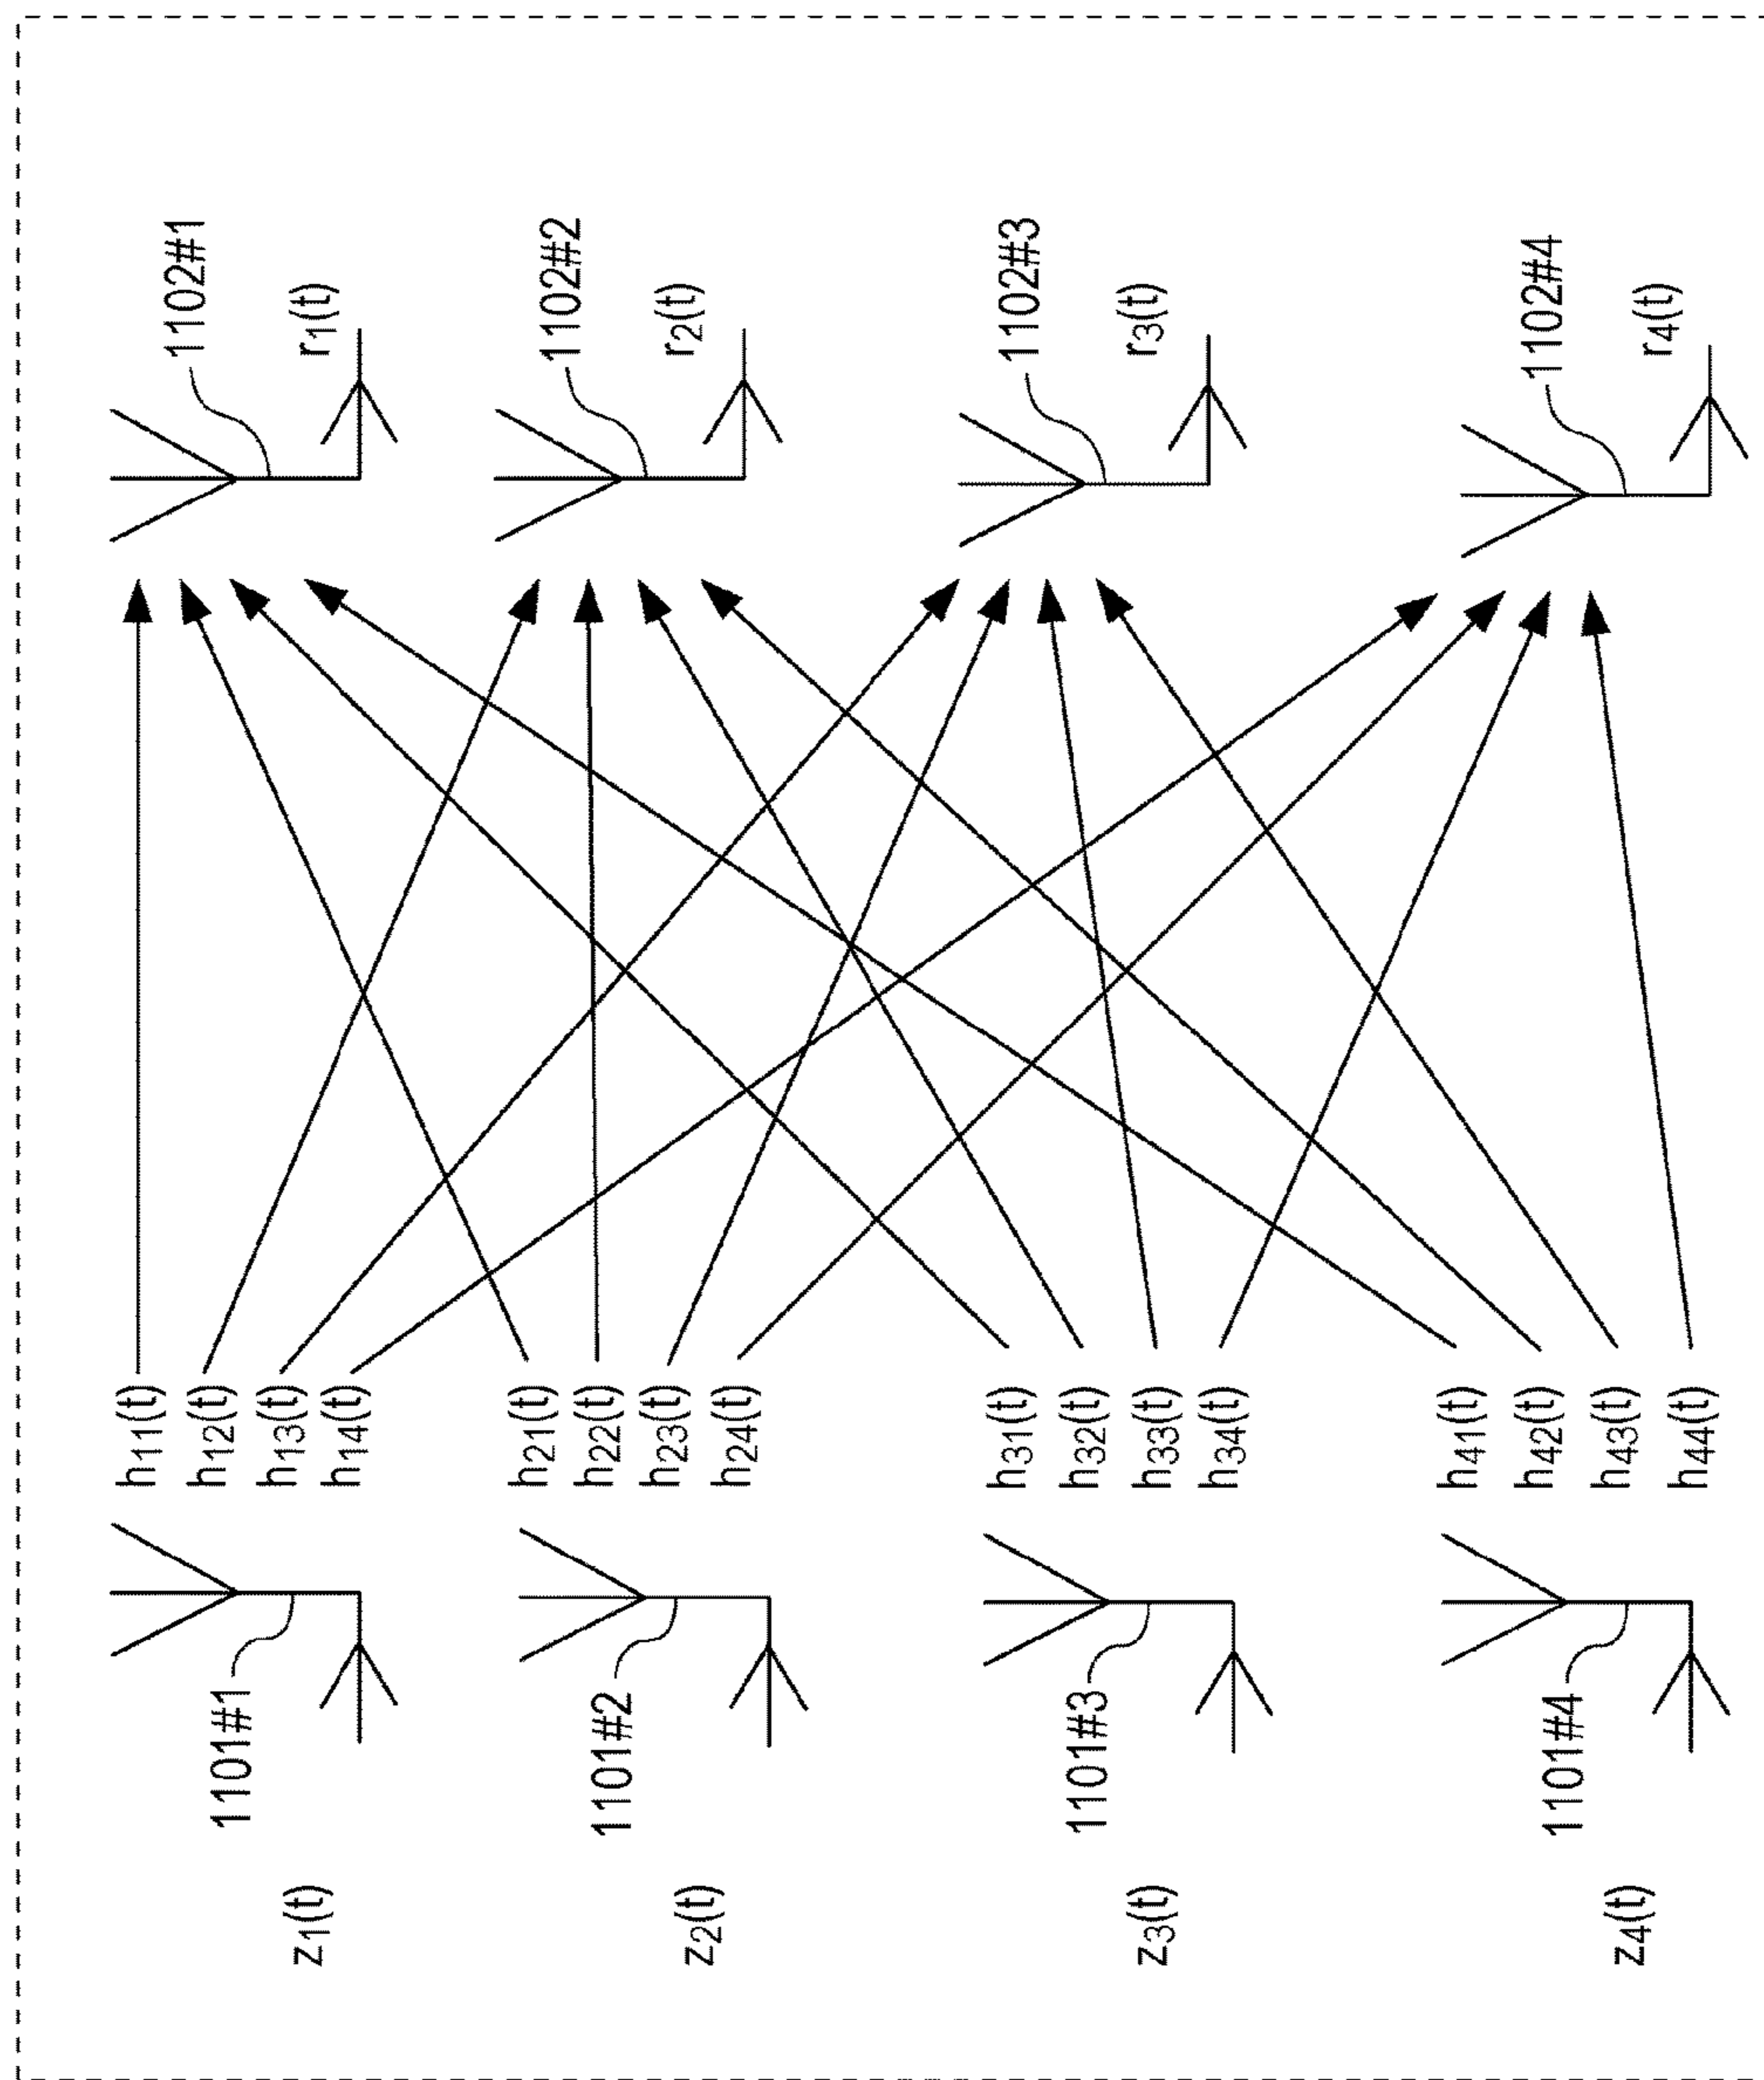 z1(t)
1101#1
h11(t)
h12(t)
h13(t)
h14(t)
1102#1
r1(t)
z2(t)
1101#2
h21(t)
h22(t)
h23(t)
h24(t)
1102#2
r2(t)
z3(t)
1101#3
h31(t)
h32(t)
h33(t)
h34(t)
1102#3
r3(t)
z4(t)
1101#4
h41(t)
h42(t)
h43(t)
h44(t)
1102#4
r4(t)